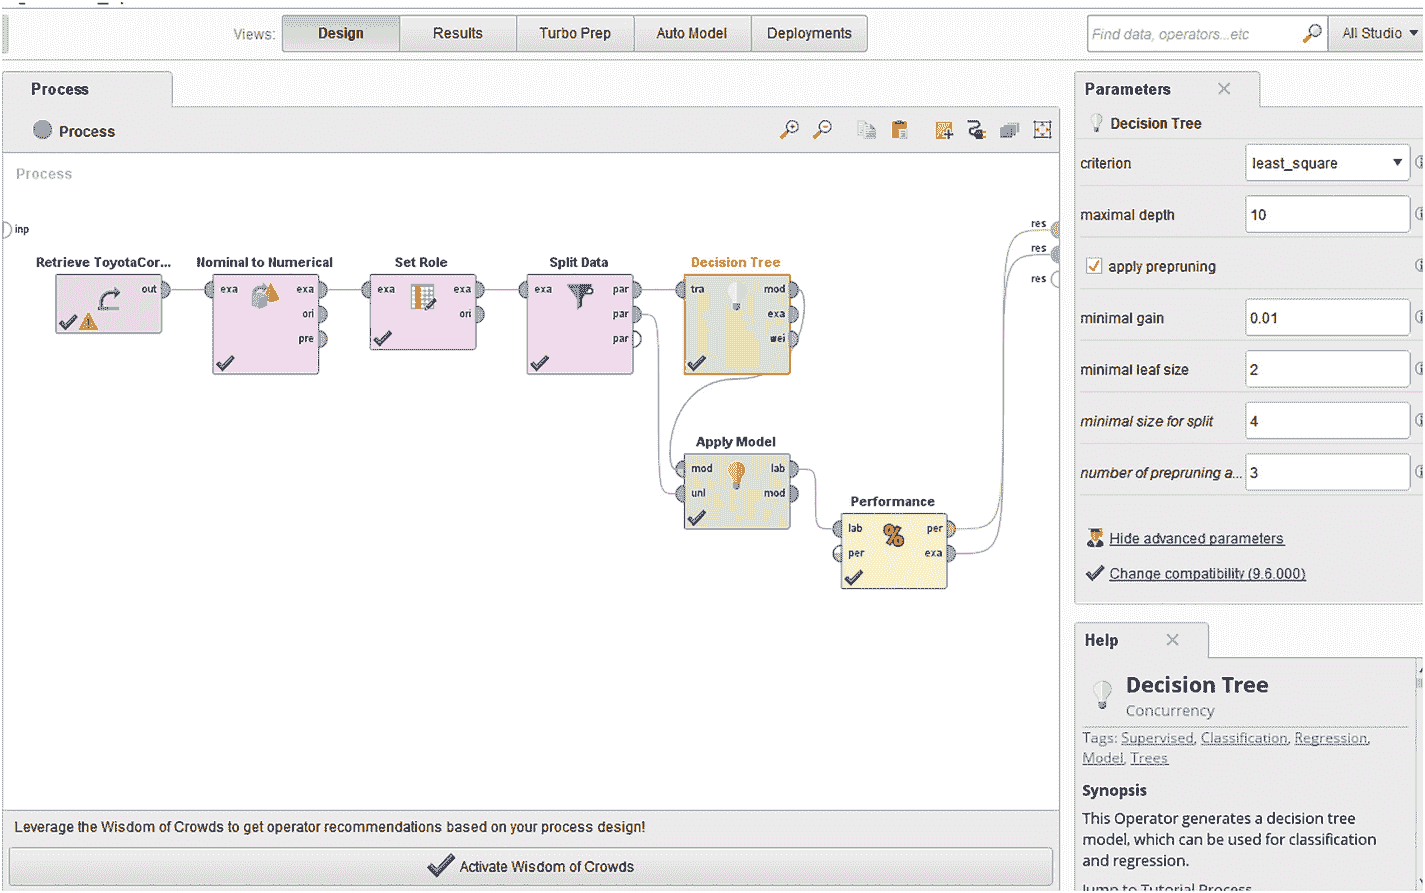 Views: Design Results Turbo Prep Auto Model Deployments
Find data, operators...etc All Studio
Process
Process
Process
inp
res
res
res
Retrieve ToyotaCor... Nominal to Numerical Set Role Split Data Decision Tree
out exa exa exa exa exa par tra mod
ori ori par exa
pre par wei
Apply Model
mod lab
unl mod
Performance
lab per
per exa
%
Leverage the Wisdom of Crowds to get operator recommendations based on your process design!
Activate Wisdom of Crowds
Parameters
Decision Tree
criterion least_square
maximal depth 10
apply prepruning
minimal gain 0.01
minimal leaf size 2
minimal size for split 4
number of prepruning a... 3
Hide advanced parameters
Change compatibility (9.6.000)
Help
Decision Tree
Concurrency
Tags: Supervised, Classification, Regression,
Model, Trees
Synopsis
This Operator generates a decision tree
model, which can be used for classification
and regression.
Jump to Tutorial Process